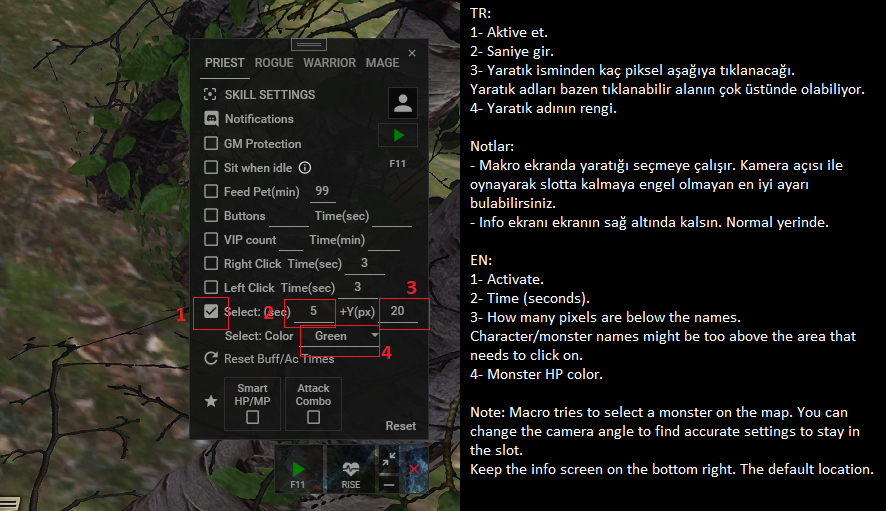 PRIEST ROGUE WARRIOR MAGE ×
SKILL SETTINGS
Notifications
GM Protection
F11
Sit when idle
Feed Pet(min) 99
Buttons Time(sec)
VIP count Time(min)
Right Click Time(sec) 3
Left Click Time(sec) 3
3
1 Select: (sec) 2 5 +Y(px) 20
Select: Color Green
4
Reset Buff/Ac Times
Smart
HP/MP
Attack
Combo
Reset
F11
RISE
TR:
1- Aktive et.
2- Saniye gir.
3- Yaratık isminden kaç piksel aşağıya tıklanacağı.
Yaratık adları bazen tıklanabilir alanın çok üstünde olabiliyor.
4- Yaratık adının rengi.
Notlar:
- Makro ekranda yaratığı seçmeye çalışır. Kamera açısı ile
oynayarak slotta kalmaya engel olmayan en iyi ayarı
bulabilirsiniz.
- Info ekranı ekranın sağ altında kalsın. Normal yerinde.
EN:
1- Activate.
2- Time (seconds).
3- How many pixels are below the names.
Character/monster names might be too above the area that
needs to click on.
4- Monster HP color.
Note: Macro tries to select a monster on the map. You can
change the camera angle to find accurate settings to stay in
the slot.
Keep the info screen on the bottom right. The default location.